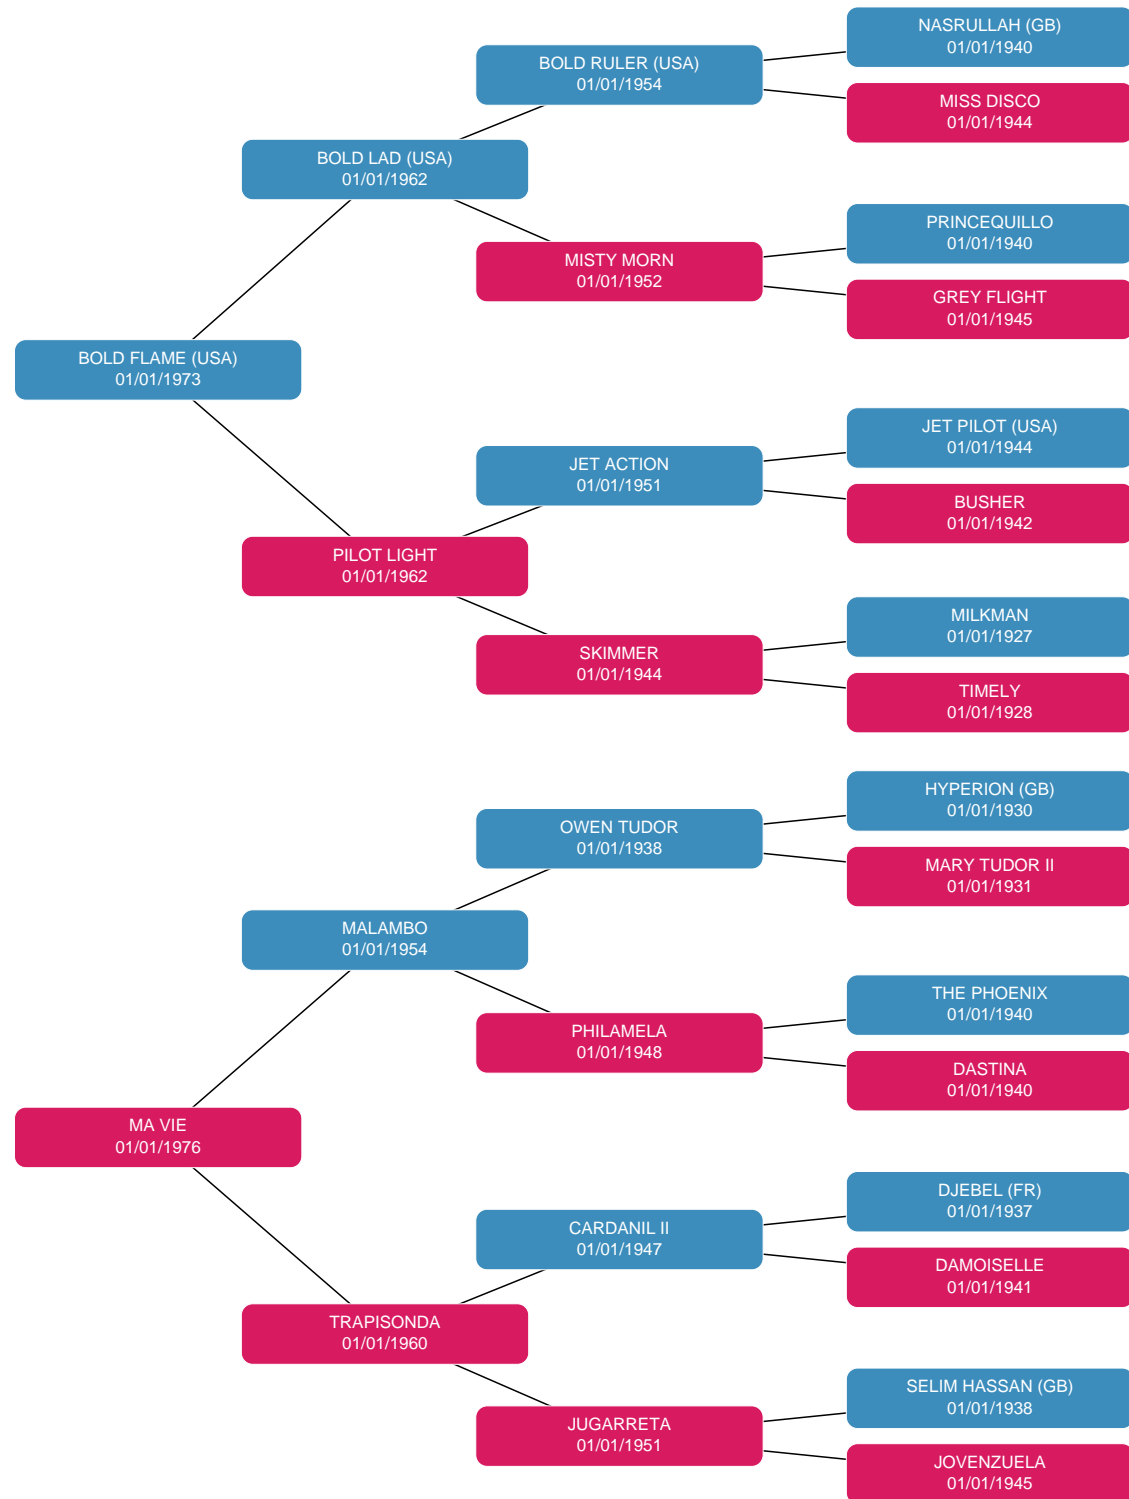 NASRULLAH (GB)
01/01/1940
BOLD RULER (USA)
01/01/1954
MISS DISCO
01/01/1944
BOLD LAD (USA)
01/01/1962
PRINCEQUILLO
01/01/1940
MISTY MORN
01/01/1952
GREY FLIGHT
01/01/1945
BOLD FLAME (USA)
01/01/1973
JET PILOT (USA)
01/01/1944
JET ACTION
01/01/1951
BUSHER
01/01/1942
PILOT LIGHT
01/01/1962
MILKMAN
01/01/1927
SKIMMER
01/01/1944
TIMELY
01/01/1928
HYPERION (GB)
01/01/1930
OWEN TUDOR
01/01/1938
MARY TUDOR II
01/01/1931
MALAMBO
01/01/1954
THE PHOENIX
01/01/1940
PHILAMELA
01/01/1948
DASTINA
01/01/1940
MA VIE
01/01/1976
DJEBEL (FR)
01/01/1937
CARDANIL II
01/01/1947
DAMOISELLE
01/01/1941
TRAPISONDA
01/01/1960
SELIM HASSAN (GB)
01/01/1938
JUGARRETA
01/01/1951
JOVENZUELA
01/01/1945